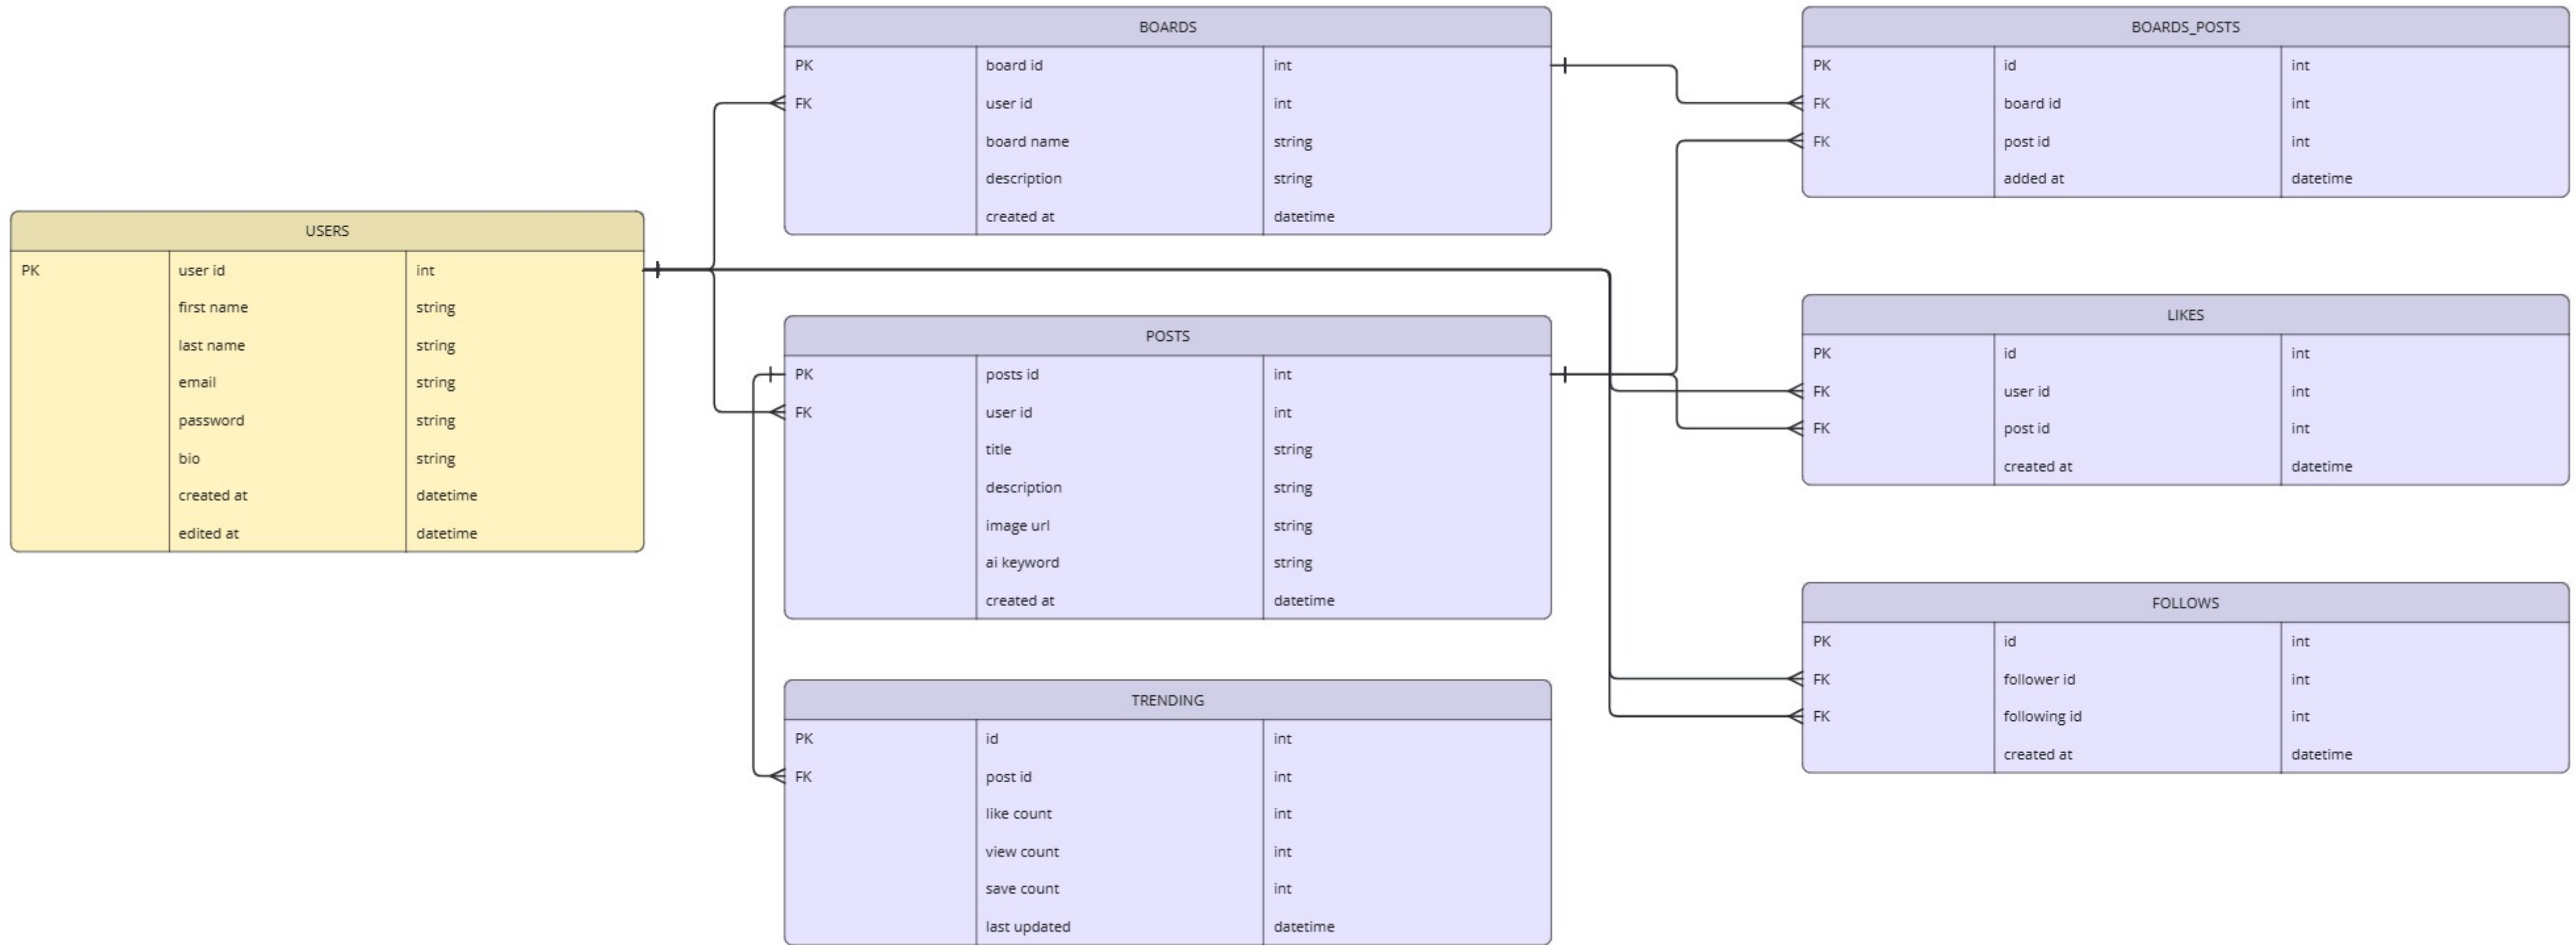 USERS
PK user id int
first name string
last name string
email string
password string
bio string
created at datetime
edited at datetime
BOARDS
PK board id int
FK user id int
board name string
description string
created at datetime
POSTS
PK posts id int
FK user id int
title string
description string
image url string
ai keyword string
created at datetime
TRENDING
PK id int
FK post id int
like count int
view count int
save count int
last updated datetime
BOARDS_POSTS
PK id int
FK board id int
FK post id int
added at datetime
LIKES
PK id int
FK user id int
FK post id int
created at datetime
FOLLOWS
PK id int
FK follower id int
FK following id int
created at datetime